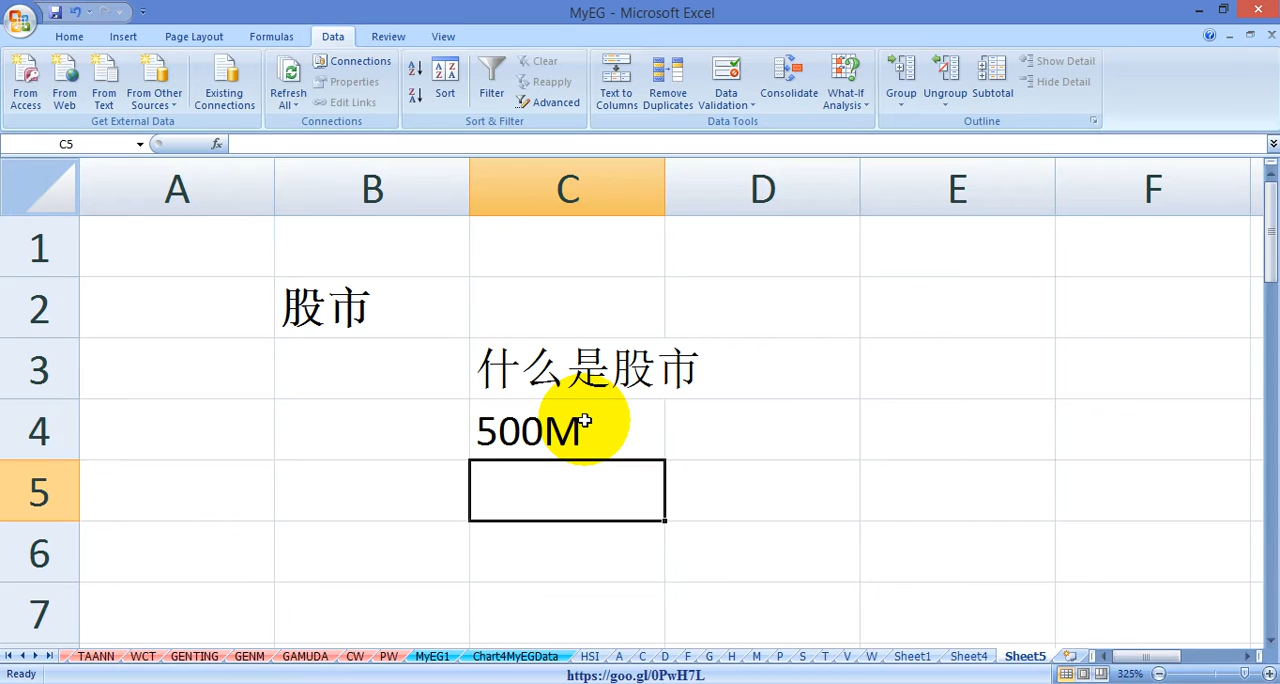 MyEG - Microsoft Excel
Home Insert Page Layout Formulas Data Review View
From Access
From Web
From Text
From Other Sources
Existing Connections
Get External Data
Refresh All
Connections
Properties
Edit Links
Connections
Sort
Filter
Clear
Reapply
Advanced
Sort & Filter
Text to Columns
Remove Duplicates
Data Validation
Consolidate
What-If Analysis
Data Tools
Group
Ungroup
Subtotal
Show Detail
Hide Detail
Outline
C5 fx
A B C D E F
1
2 股市
3 什么是股市
4 500M
5
6
7
TAANN WCT GENTING GENM GAMUDA CW PW MyEG1 Chart4MyEGData HSI A C D F G H M P S T V W Sheet1 Sheet4 Sheet5
Ready https://goo.gl/0PwH7L 325%